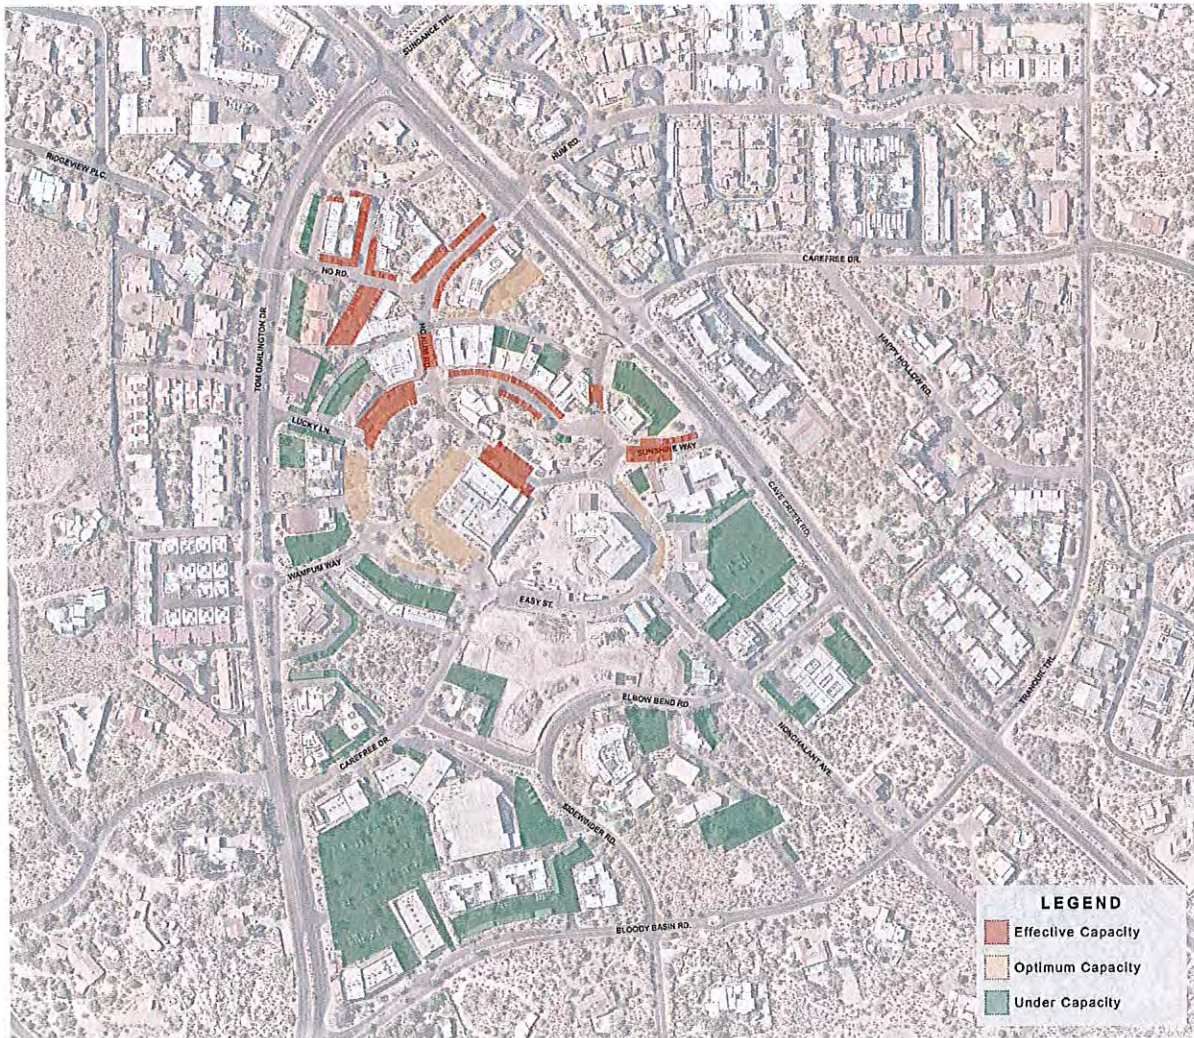 SUNDANCE TRL.
HUM RD.
RIDGEVIEW PLC.
CAREFREE DR.
HO RD.
TOM DARLINGTON DR.
HO HUM RD.
HAPPY HOLLOW RD.
LUCKY LN.
SUNSHINE WAY
CAVE CREEK RD.
WAMPUM WAY
EASY ST.
TRANQUIL TRL.
ELBOW BEND RD.
NONCHALANT AVE.
CAREFREE DR.
SIDEWINDER RD.
BLOODY BASIN RD.
LEGEND
Effective Capacity
Optimum Capacity
Under Capacity